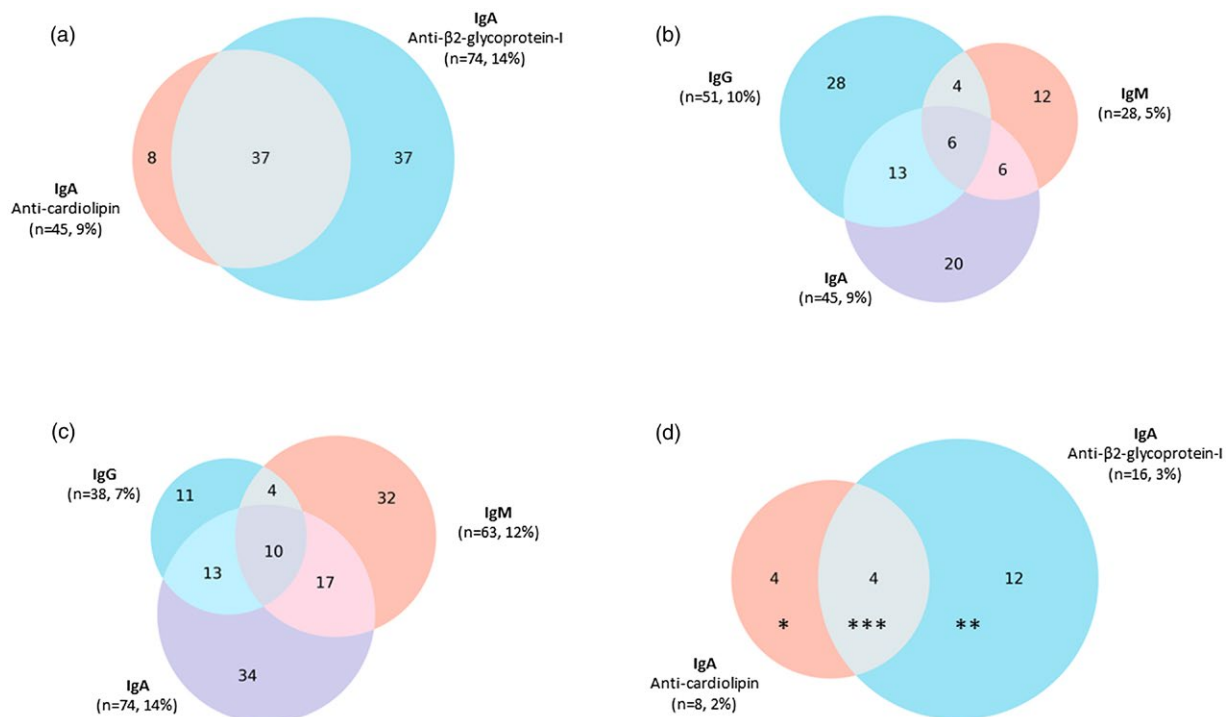 (a)
IgA
Anti-β2-glycoprotein-I
(n=74, 14%)
8
37
37
IgA
Anti-cardiolipin
(n=45, 9%)
(b)
IgG
(n=51, 10%)
28
4
12
IgM
(n=28, 5%)
6
13
6
20
IgA
(n=45, 9%)
(c)
IgG
(n=38, 7%)
11
4
32
IgM
(n=63, 12%)
10
13
17
34
IgA
(n=74, 14%)
(d)
IgA
Anti-β2-glycoprotein-I
(n=16, 3%)
4
4
12
*
***
**
IgA
Anti-cardiolipin
(n=8, 2%)